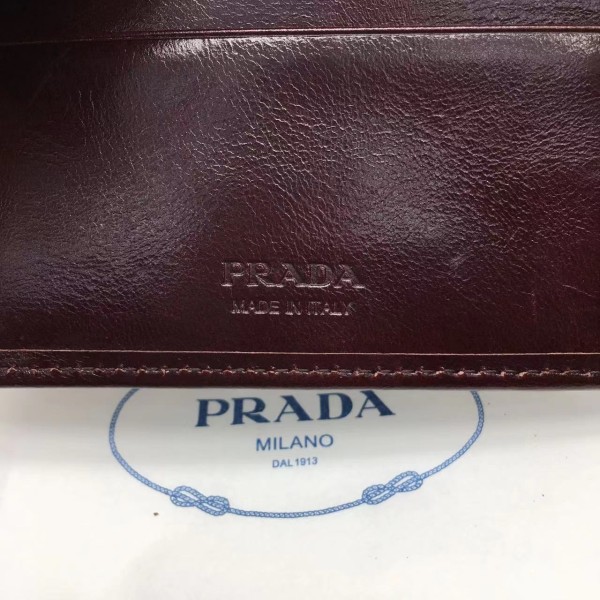 PRADA
MADE IN ITALY
PRADA
MILANO
DAL 1913